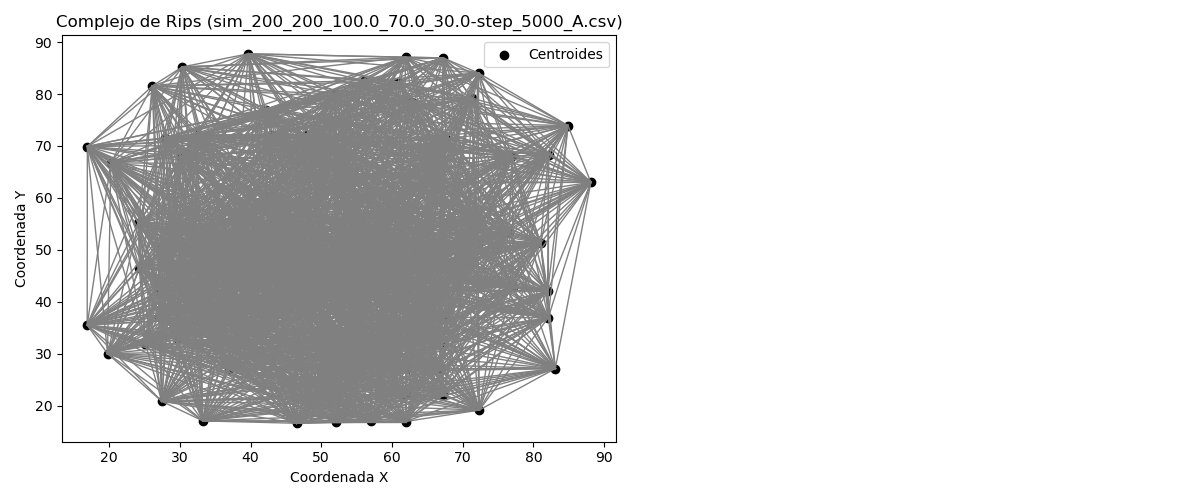 Complejo de Rips (sim_200_200_100.0_70.0_30.0-step_5000_A.csv)
Centroides
90
80
70
60
50
40
30
20
Coordenada Y
20 30 40 50 60 70 80 90
Coordenada X